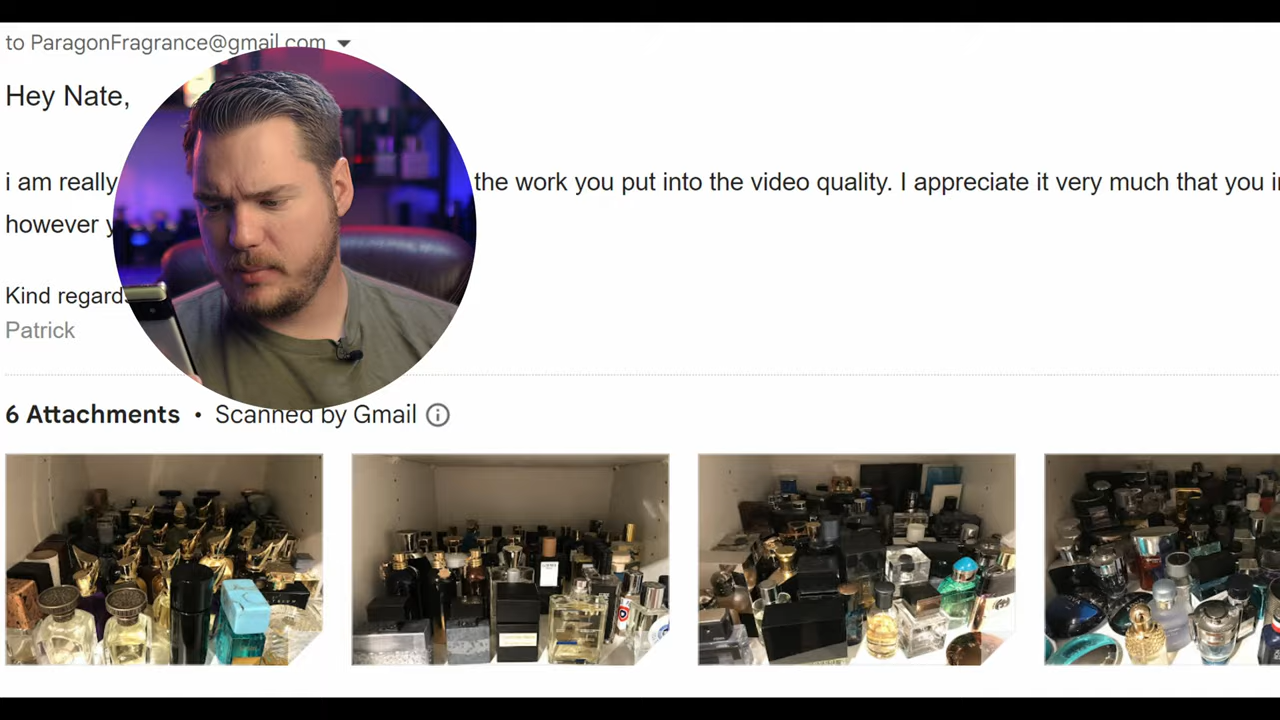 to ParagonFragrance@gmail.com
Hey Nate,
i am really the work you put into the video quality. I appreciate it very much that you
however
Kind regards
Patrick
6 Attachments • Scanned by Gmail